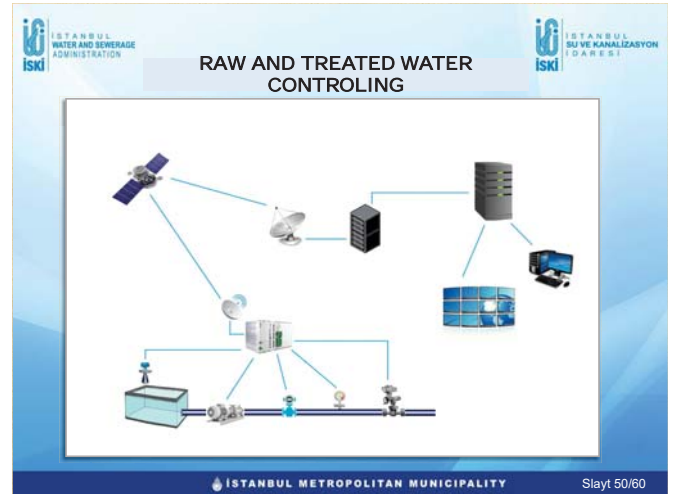 İSKİ
İSTANBUL
WATER AND SEWERAGE
ADMINISTRATION
İSKİ
İSTANBUL
SU VE KANALİZASYON
İDARESİ
RAW AND TREATED WATER
CONTROLING
İSTANBUL METROPOLITAN MUNICIPALITY
Slayt 50/60